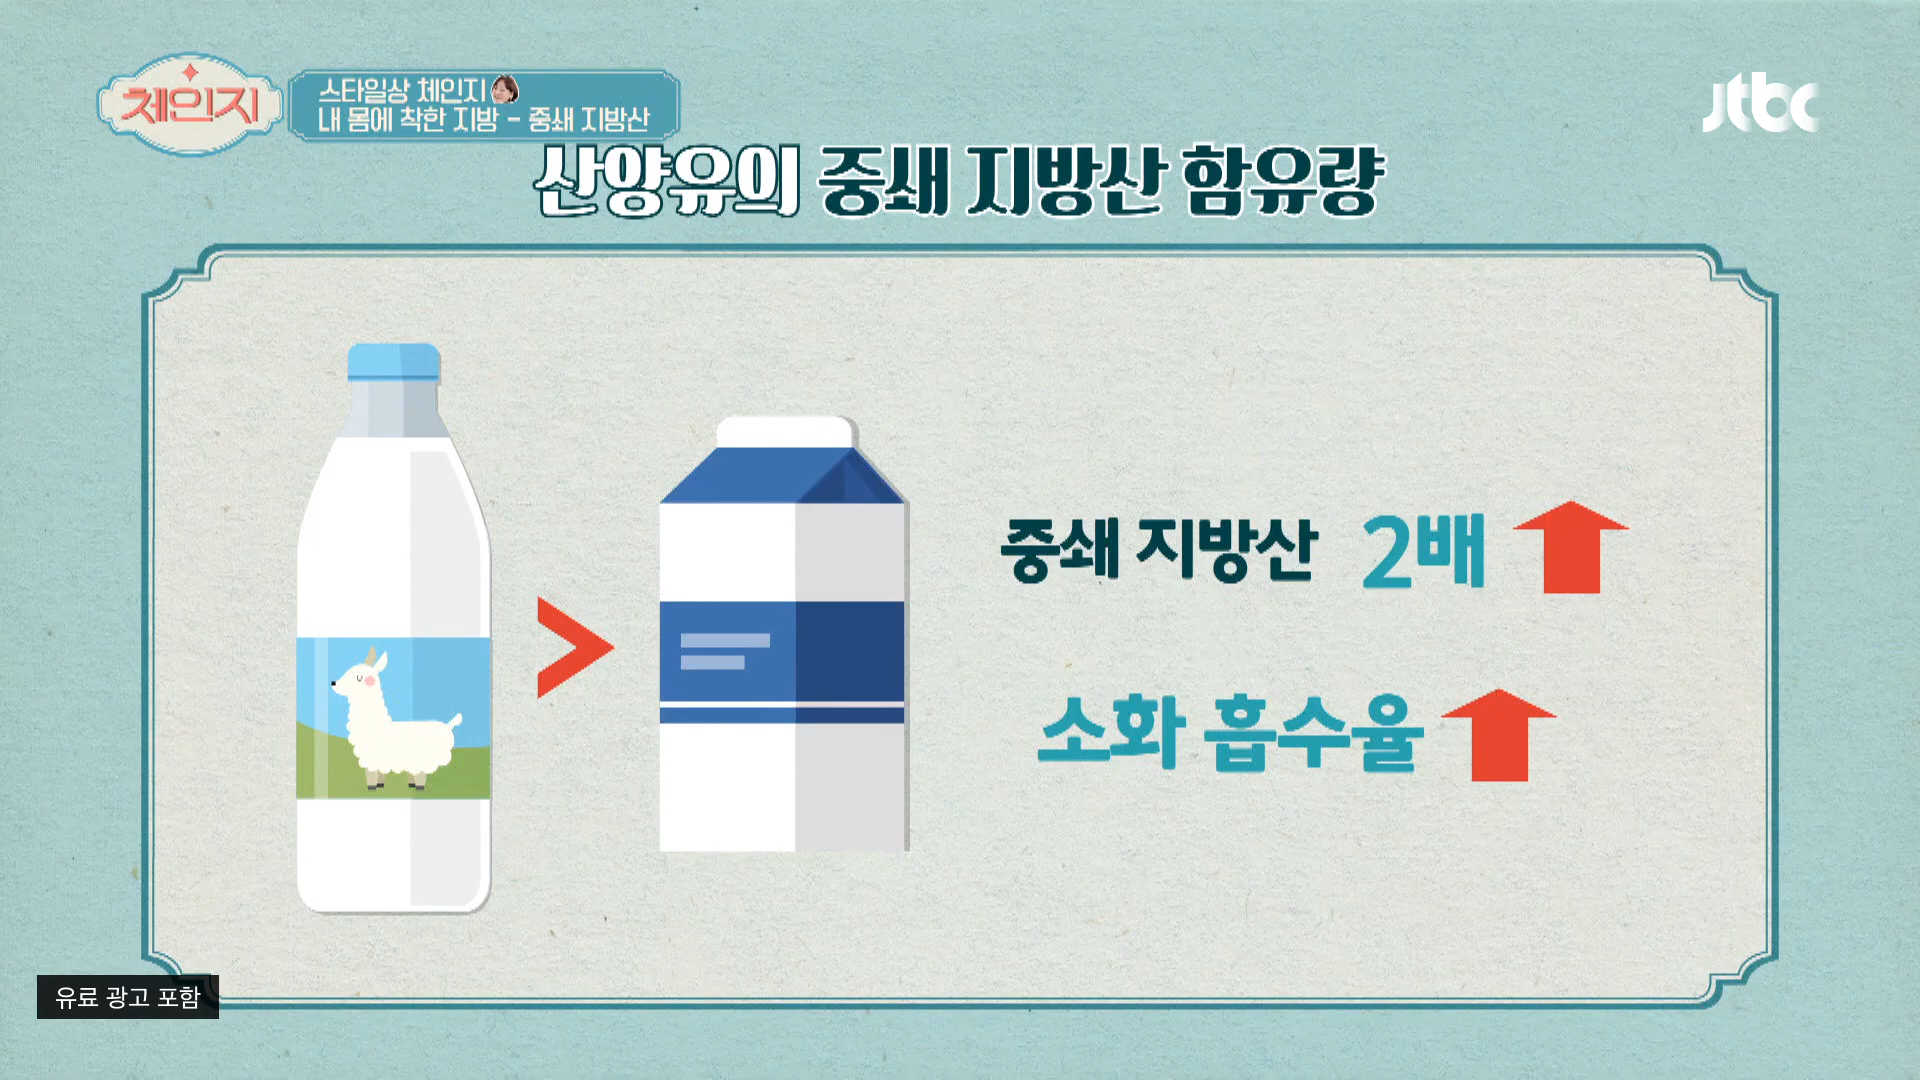 체인지
스타일상 체인지
내 몸에 착한 지방 - 중쇄 지방산
jtbc
산양유의 중쇄 지방산 함유량
>
중쇄 지방산 2배
소화 흡수율
유료 광고 포함